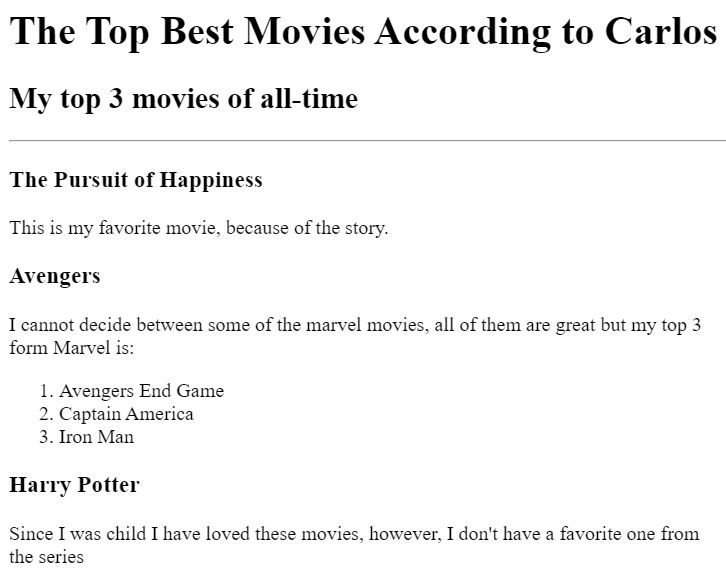 The Top Best Movies According to Carlos
My top 3 movies of all-time
The Pursuit of Happiness
This is my favorite movie, because of the story.
Avengers
I cannot decide between some of the marvel movies, all of them are great but my top 3
form Marvel is:
1. Avengers End Game
2. Captain America
3. Iron Man
Harry Potter
Since I was child I have loved these movies, however, I don't have a favorite one from
the series